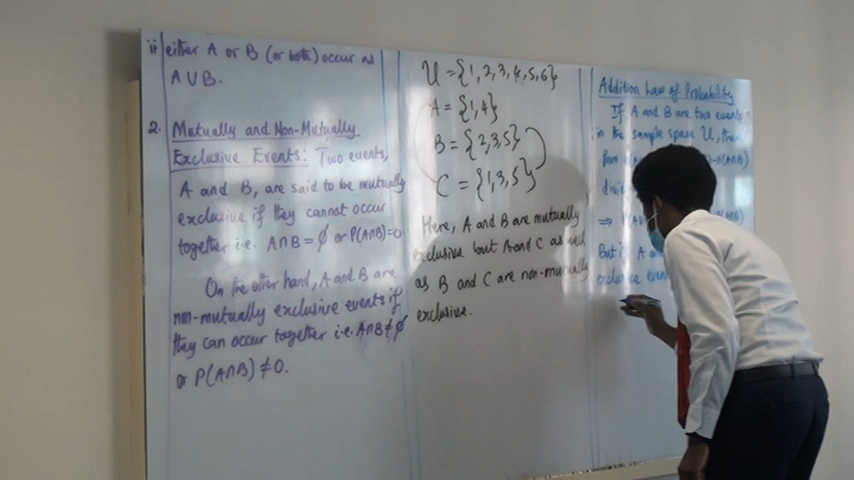 ii either A or B (or both) occur as
A∪B.
2. Mutually and Non-Mutually
Exclusive Events: Two events,
A and B, are said to be mutually
exclusive if they cannot occur
together i.e. A∩B = ∅ or P(A∩B)=0
On the other hand, A and B are
non-mutually exclusive events if
they can occur together i.e. A∩B ≠ ∅
or P(A∩B) ≠ 0.
U = {1,2,3,4,5,6}
A = {1,4}
B = {2,3,5}
C = {1,3,5}
Here, A and B are mutually
exclusive but A and C as well
as B and C are non-mutually
exclusive.
Addition Law of Probability
If A and B are two events
in the sample space U, then
from
⇒
But if A
exclusive